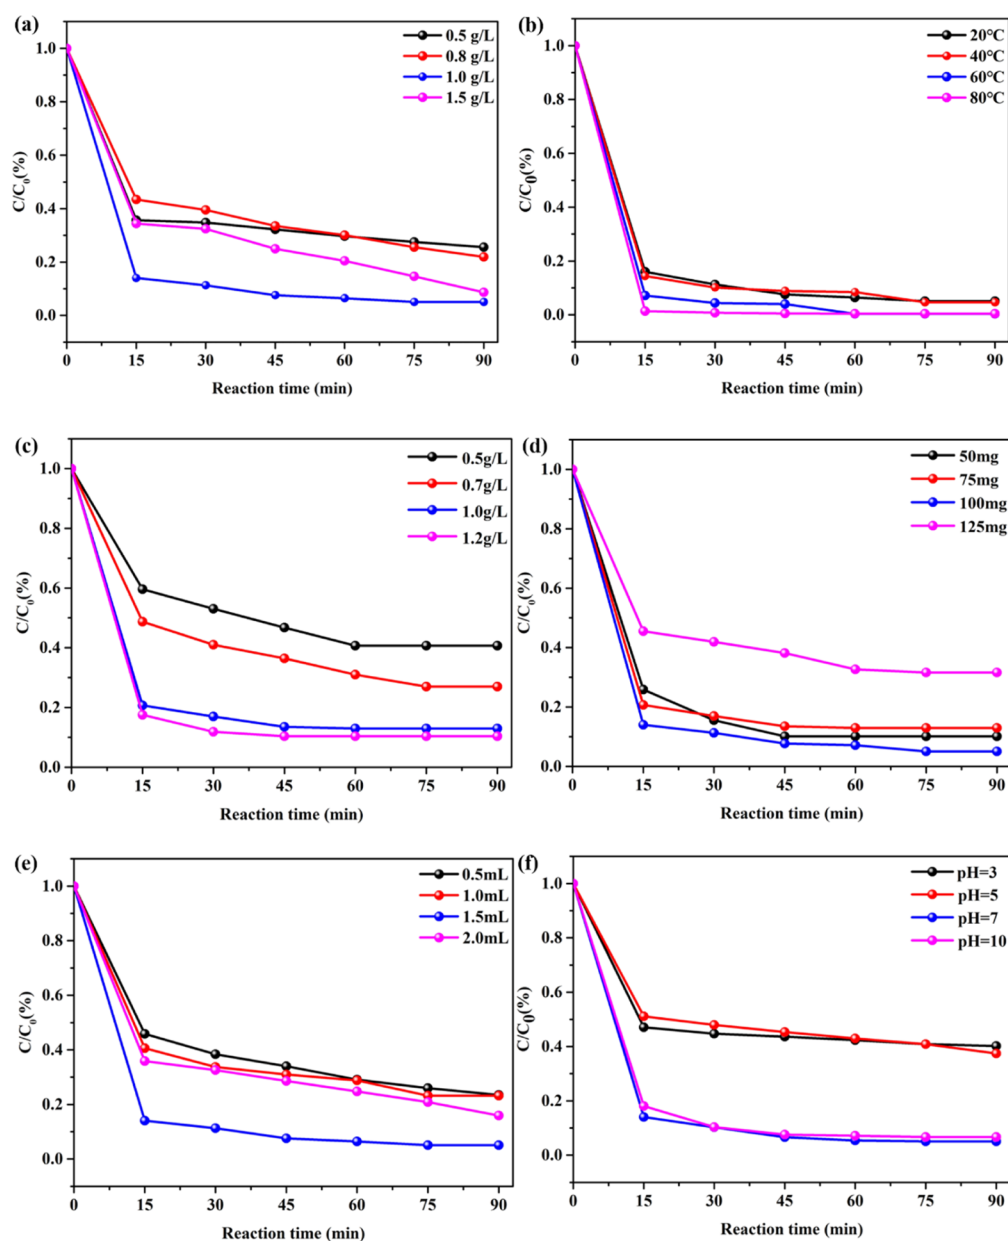 (a)
0.5 g/L
0.8 g/L
1.0 g/L
1.5 g/L
1.0
0.8
0.6
0.4
0.2
0.0
C/C₀(%)
0 15 30 45 60 75 90
Reaction time (min)
(b)
20°C
40°C
60°C
80°C
1.0
0.8
0.6
0.4
0.2
0.0
C/C0(%)
0 15 30 45 60 75 90
Reaction time (min)
(c)
0.5g/L
0.7g/L
1.0g/L
1.2g/L
1.0
0.8
0.6
0.4
0.2
0.0
C/C₀(%)
0 15 30 45 60 75 90
Reaction time (min)
(d)
50mg
75mg
100mg
125mg
1.0
0.8
0.6
0.4
0.2
0.0
C/C₀(%)
0 15 30 45 60 75 90
Reaction time (min)
(e)
0.5mL
1.0mL
1.5mL
2.0mL
1.0
0.8
0.6
0.4
0.2
0.0
C/C₀(%)
0 15 30 45 60 75 90
Reaction time (min)
(f)
pH=3
pH=5
pH=7
pH=10
1.0
0.8
0.6
0.4
0.2
0.0
C/C0(%)
0 15 30 45 60 75 90
Reaction time (min)